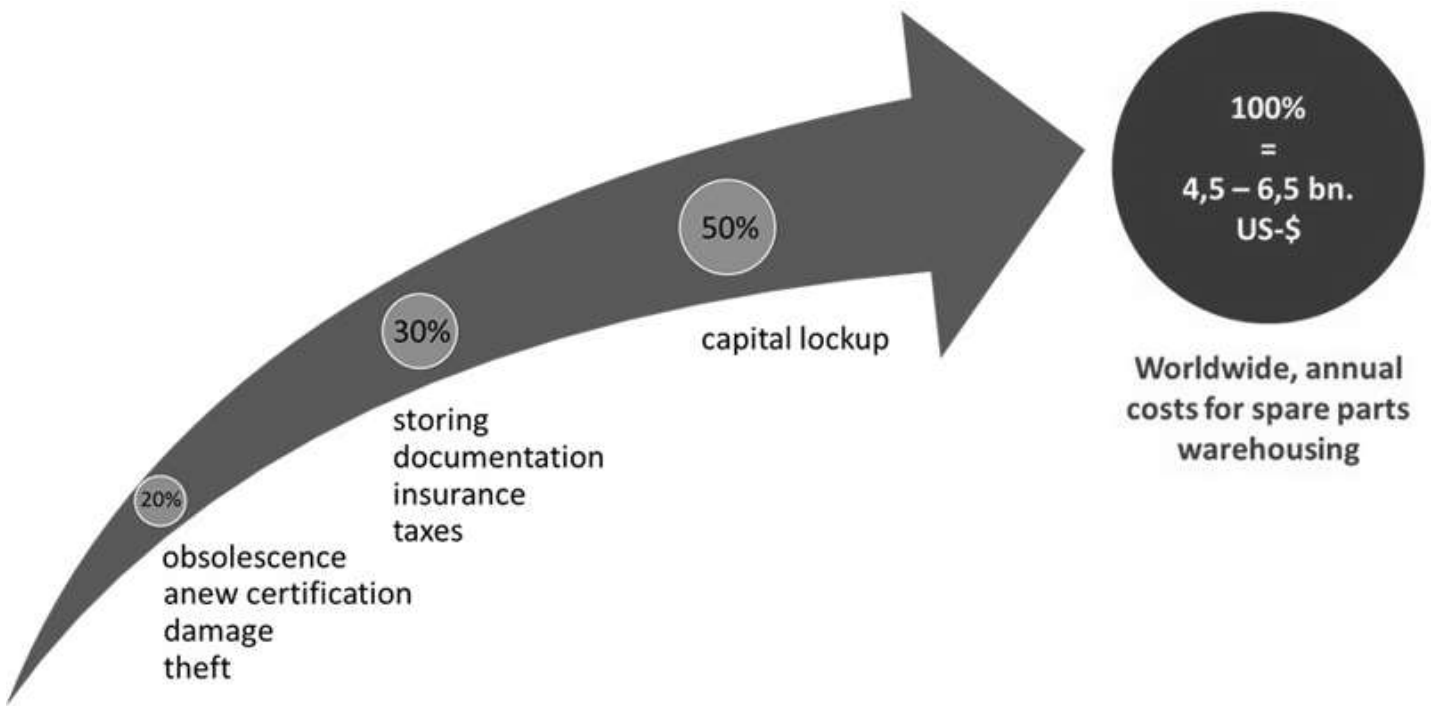 100%
=
4,5 – 6,5 bn.
US-$
50%
30%
capital lockup
Worldwide, annual
costs for spare parts
warehousing
storing
documentation
insurance
taxes
20%
obsolescence
anew certification
damage
theft